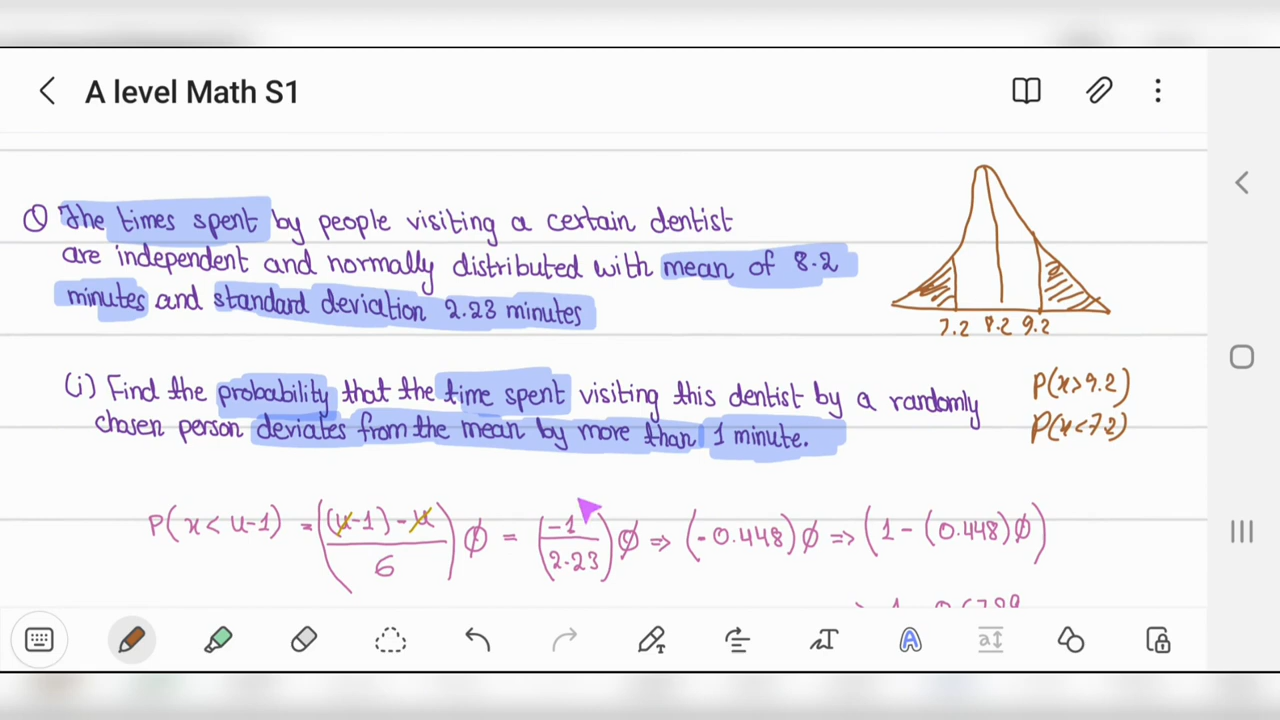 A level Math S1
① The times spent by people visiting a certain dentist
are independent and normally distributed with mean of 8.2
minutes and standard deviation 2.23 minutes
7.2 8.2 9.2
(i) Find the probability that the time spent visiting this dentist by a randomly
chosen person deviates from the mean by more than 1 minute.
P(x>9.2)
P(x<7.2)
P(x<u-1) = ((u-1)-u / 6)Ø = (-1 / 2.23)Ø => (-0.448)Ø => (1-(0.448)Ø)